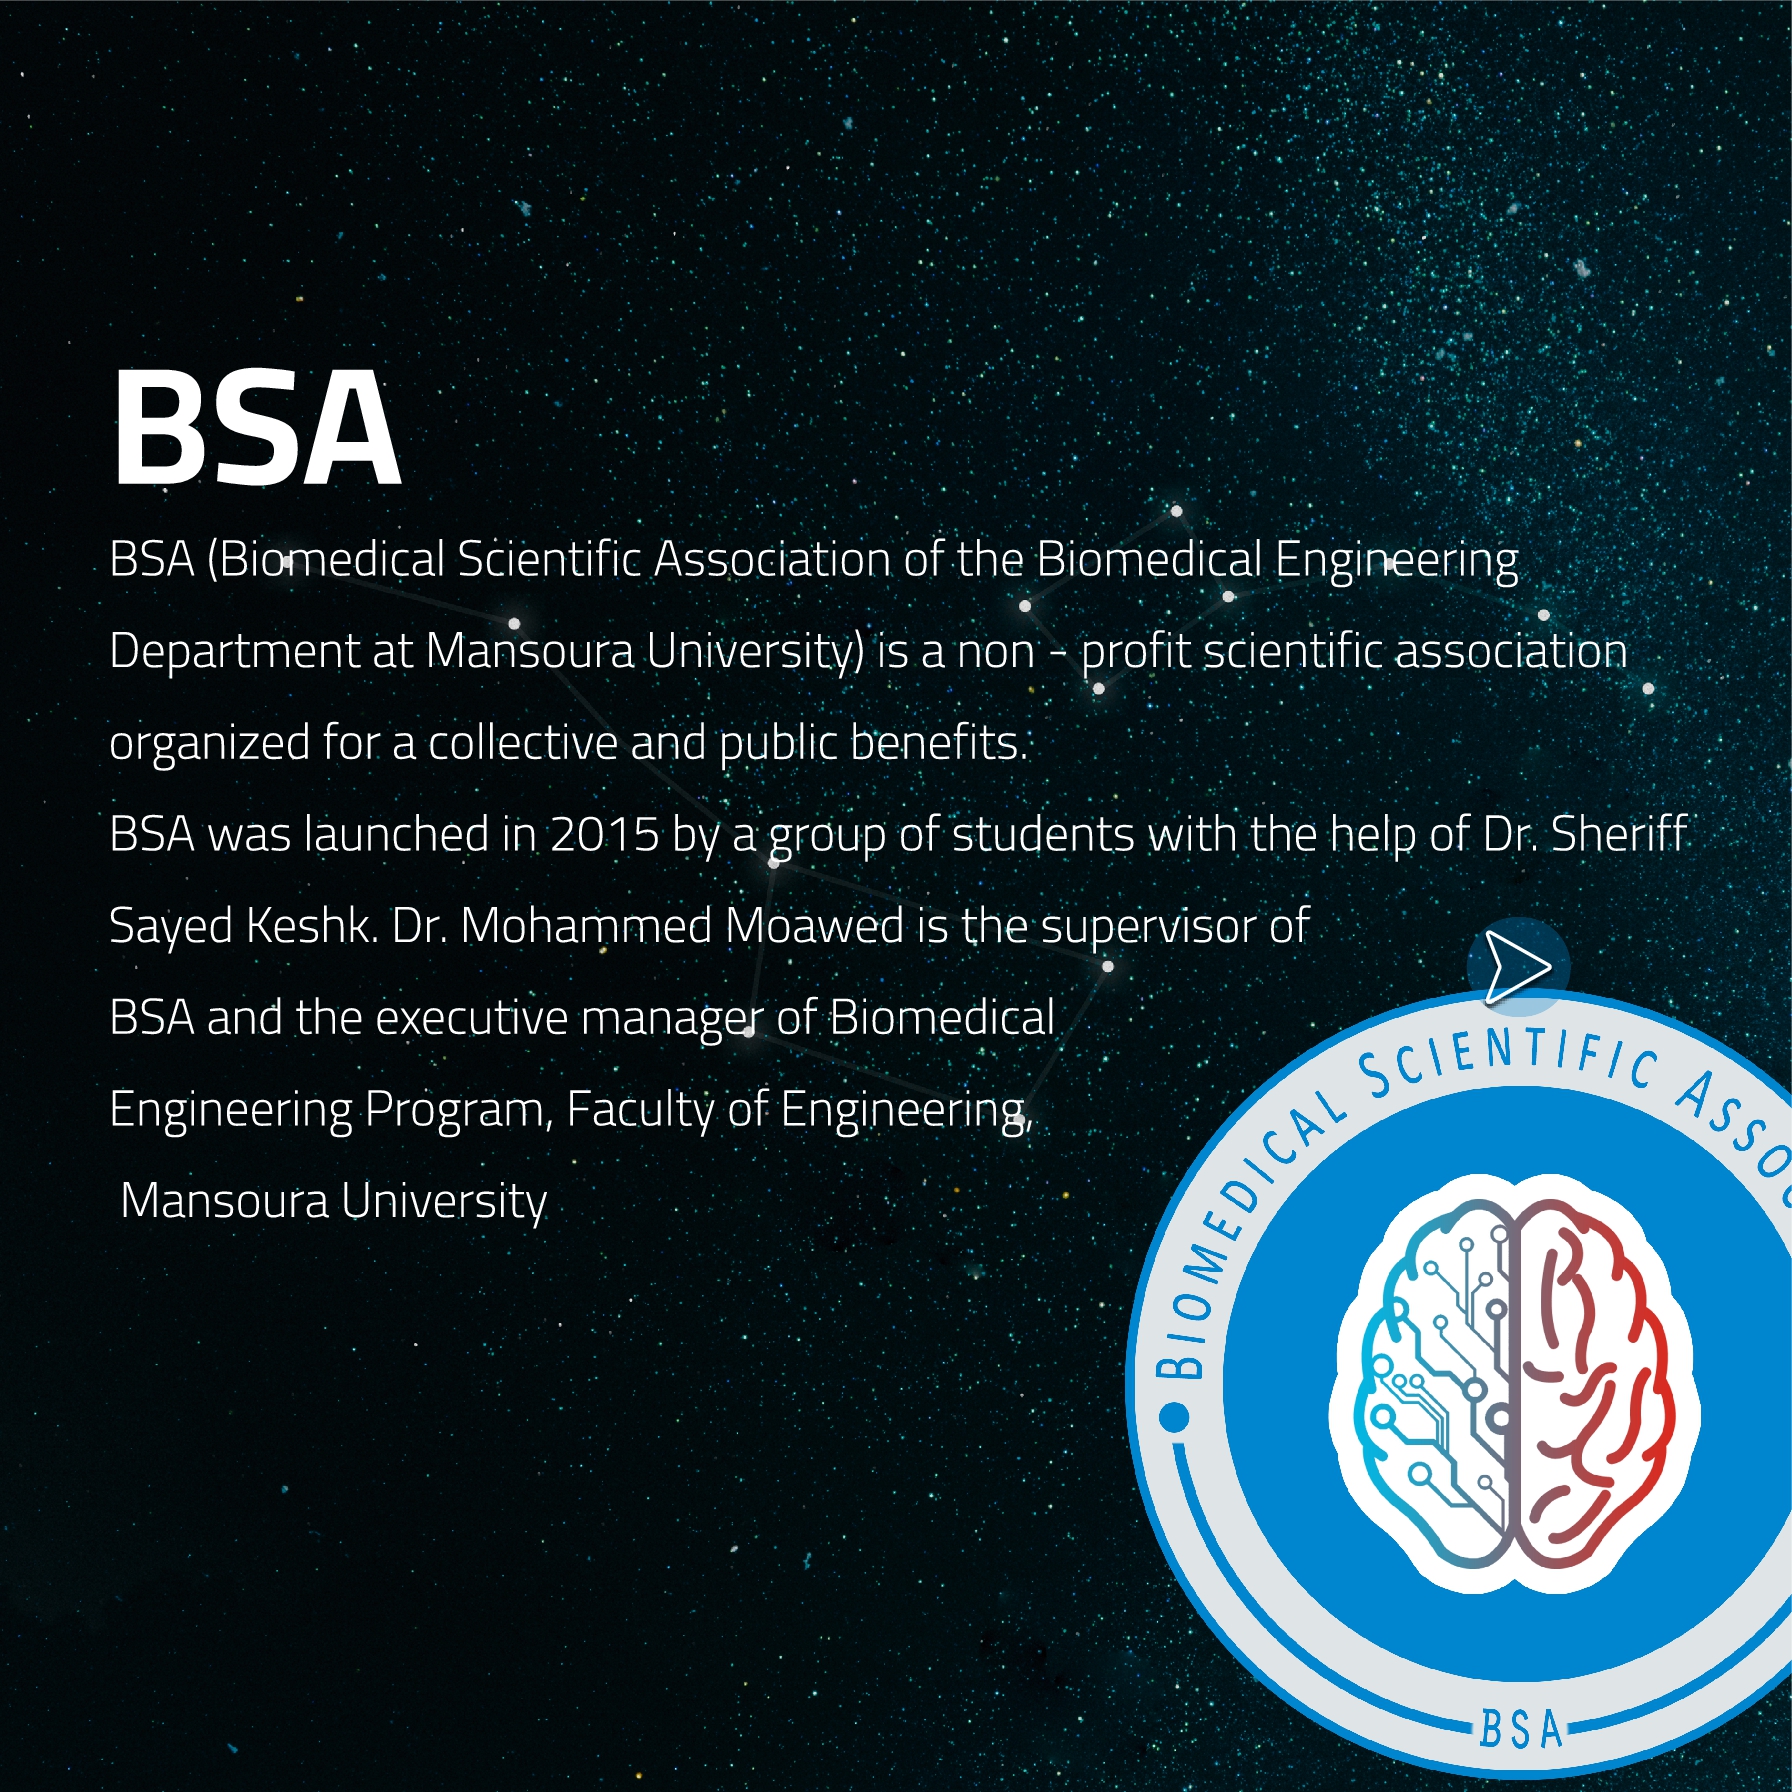 BSA
BSA (Biomedical Scientific Association of the Biomedical Engineering
Department at Mansoura University) is a non - profit scientific association
organized for a collective and public benefits.
BSA was launched in 2015 by a group of students with the help of Dr. Sheriff
Sayed Keshk. Dr. Mohammed Moawed is the supervisor of
BSA and the executive manager of Biomedical
Engineering Program, Faculty of Engineering,
Mansoura University
BIOMEDICAL SCIENTIFIC
BSA